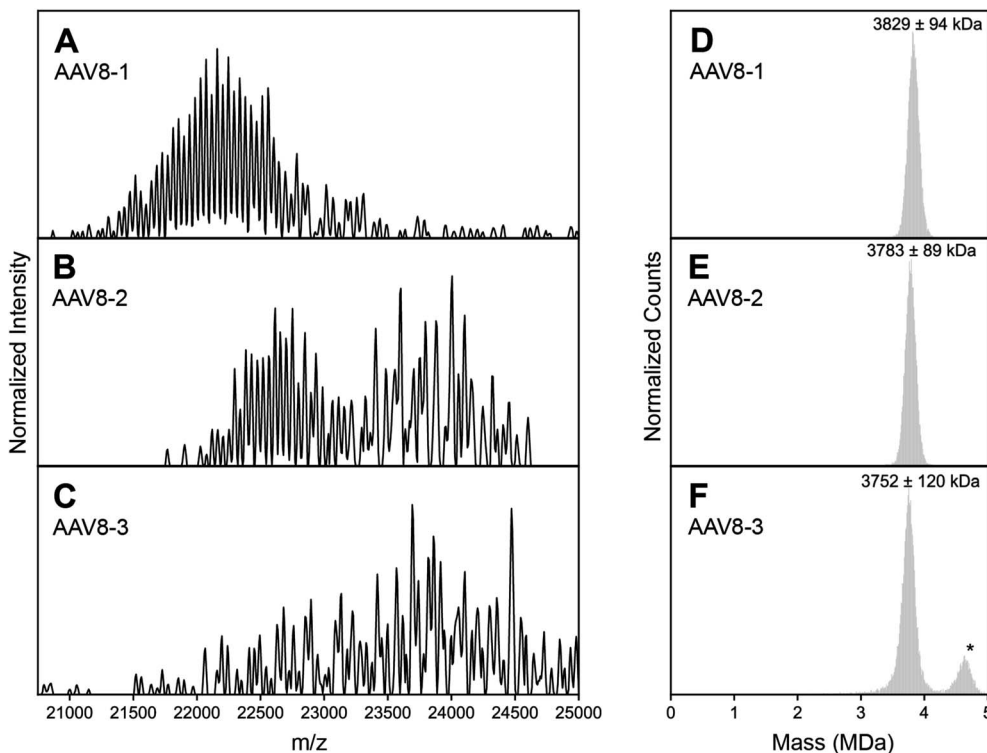 A
AAV8-1
B
AAV8-2
C
AAV8-3
Normalized Intensity
21000 21500 22000 22500 23000 23500 24000 24500 25000
m/z
D
3829 ± 94 kDa
AAV8-1
E
3783 ± 89 kDa
AAV8-2
F
3752 ± 120 kDa
AAV8-3
*
Normalized Counts
0 1 2 3 4 5
Mass (MDa)